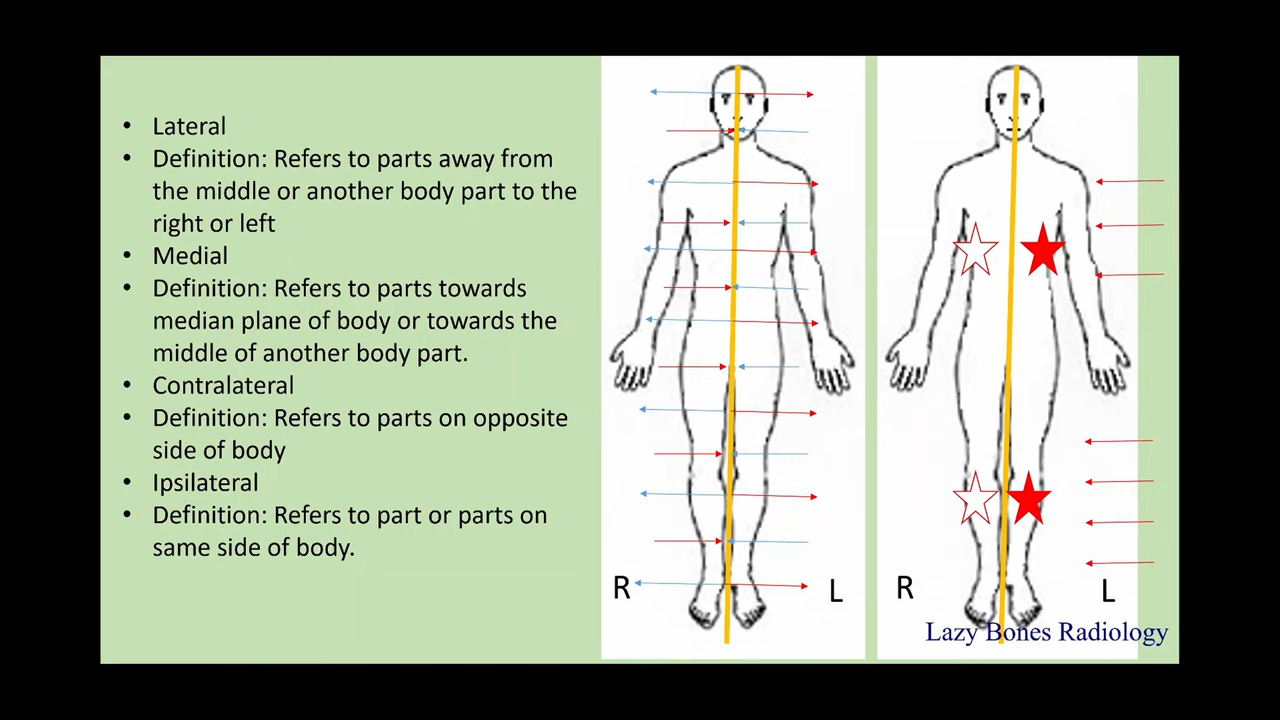 • Lateral
• Definition: Refers to parts away from
the middle or another body part to the
right or left
• Medial
• Definition: Refers to parts towards
median plane of body or towards the
middle of another body part.
• Contralateral
• Definition: Refers to parts on opposite
side of body
• Ipsilateral
• Definition: Refers to part or parts on
same side of body.
R L
R L
Lazy Bones Radiology